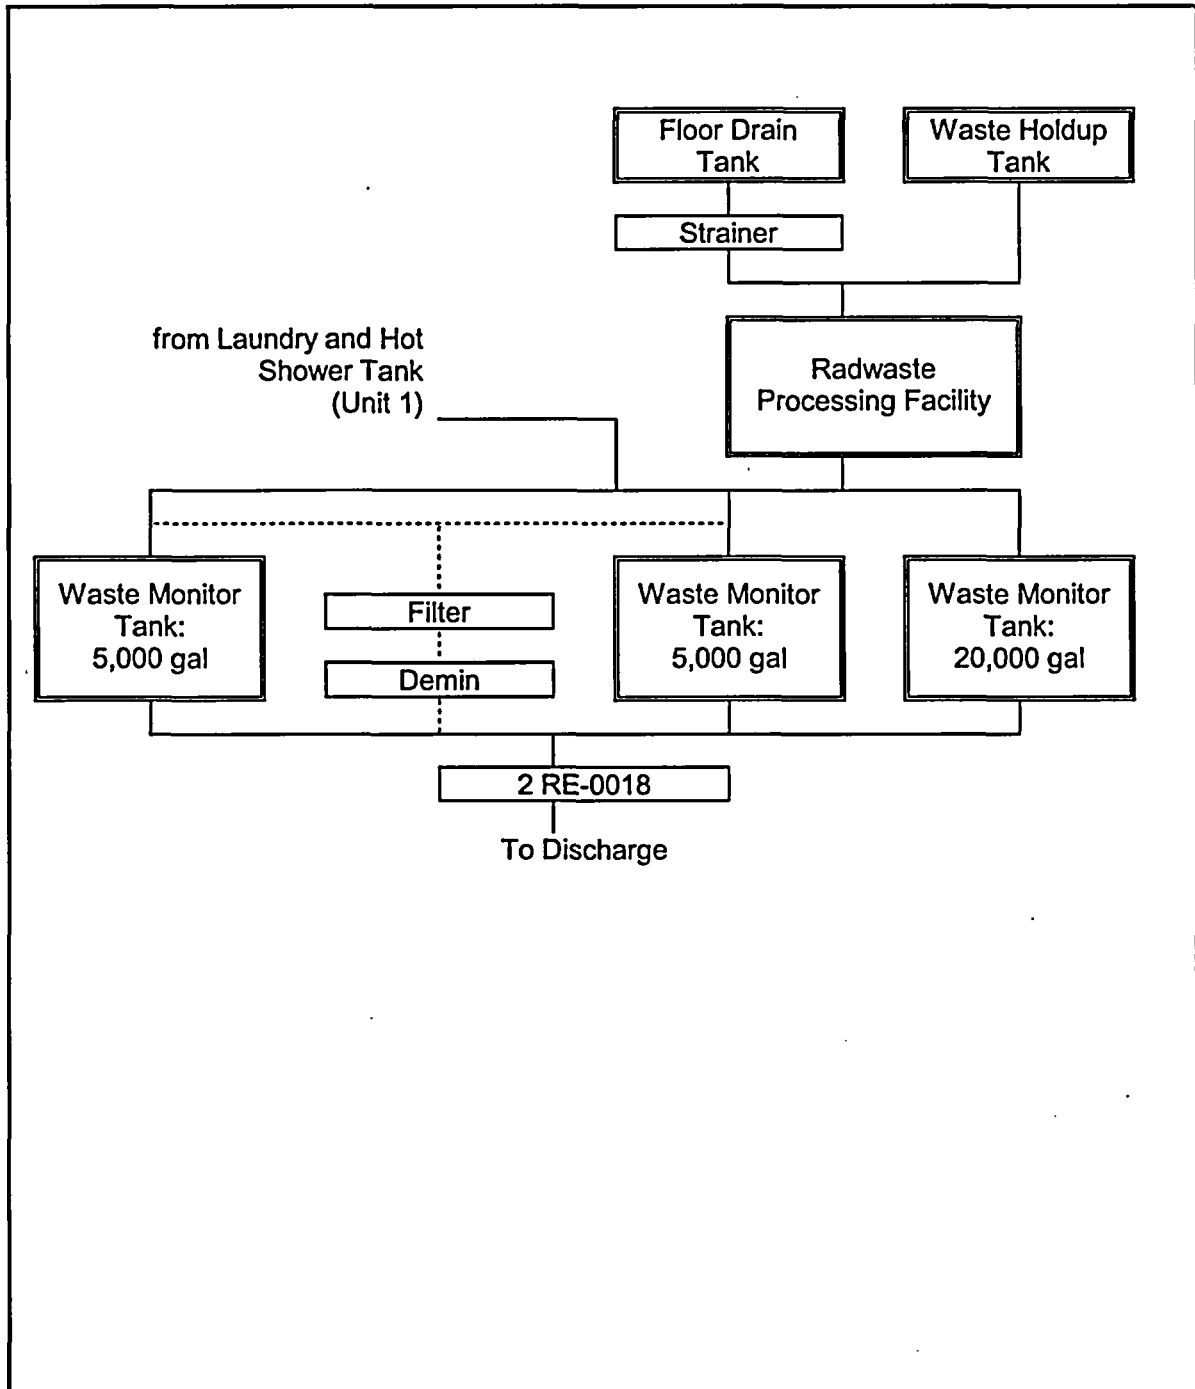 Floor Drain
Tank
Waste Holdup
Tank
Strainer
from Laundry and Hot
Shower Tank
(Unit 1)
Radwaste
Processing Facility
Waste Monitor
Tank:
5,000 gal
Filter
Demin
Waste Monitor
Tank:
5,000 gal
Waste Monitor
Tank:
20,000 gal
2 RE-0018
To Discharge